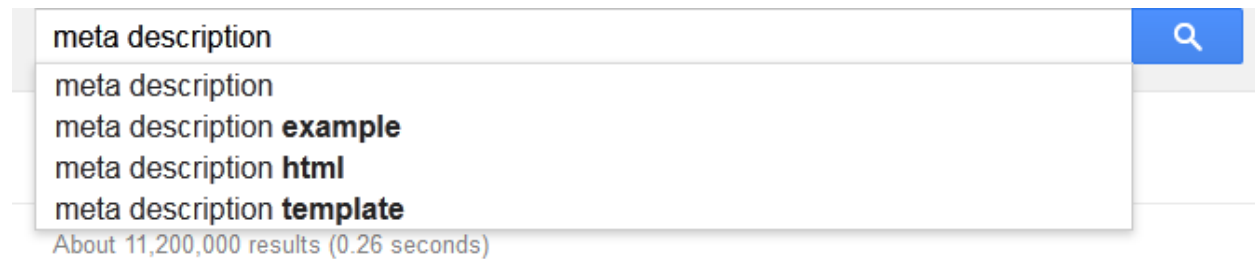 meta description
meta description
meta description example
meta description html
meta description template
About 11,200,000 results (0.26 seconds)